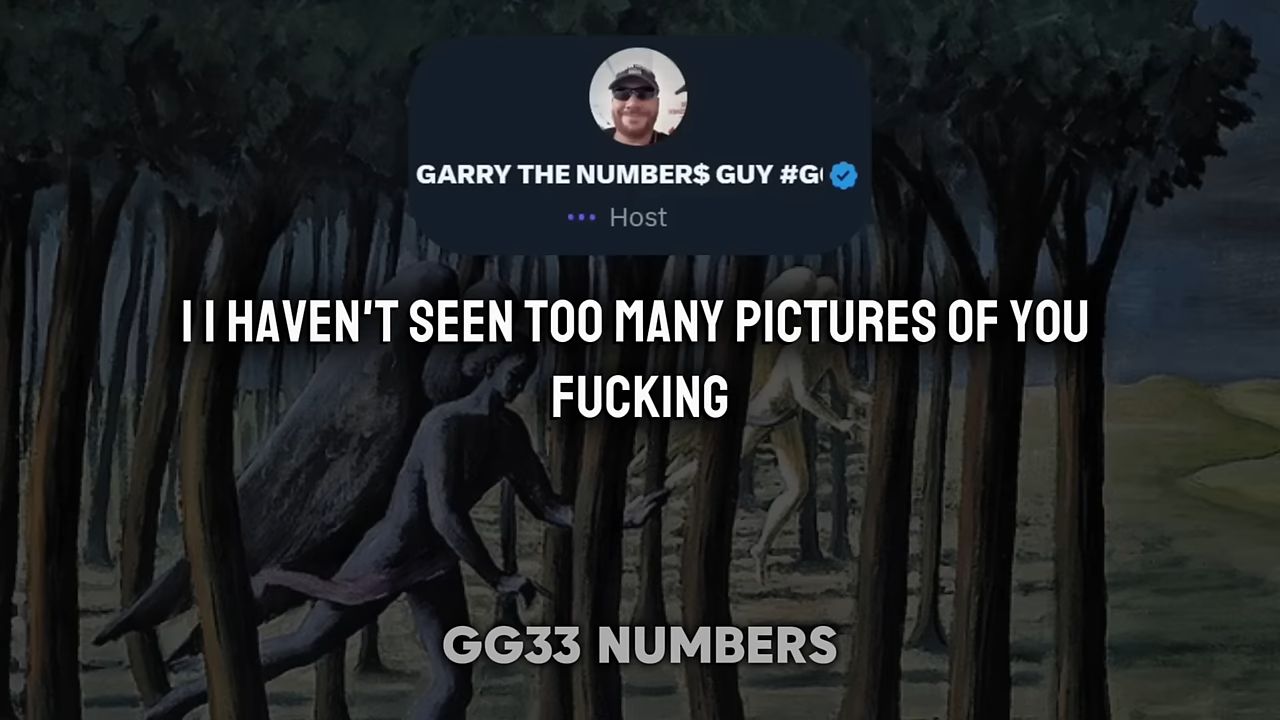 GARRY THE NUMBER$ GUY #G
Host
I I HAVEN'T SEEN TOO MANY PICTURES OF YOU
FUCKING
GG33 NUMBERS